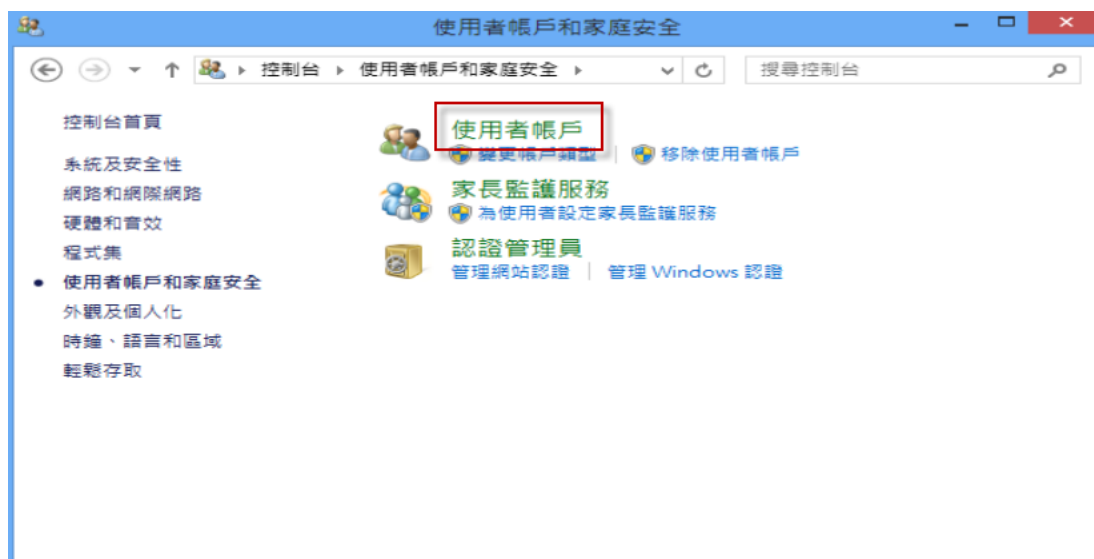 使用者帳戶和家庭安全
控制台 使用者帳戶和家庭安全 搜尋控制台
控制台首頁
系統及安全性
網路和網際網路
硬體和音效
程式集
使用者帳戶和家庭安全
外觀及個人化
時鐘、語言和區域
輕鬆存取
使用者帳戶
變更帳戶類型 移除使用者帳戶
家長監護服務
為使用者設定家長監護服務
認證管理員
管理網站認證 管理 Windows 認證